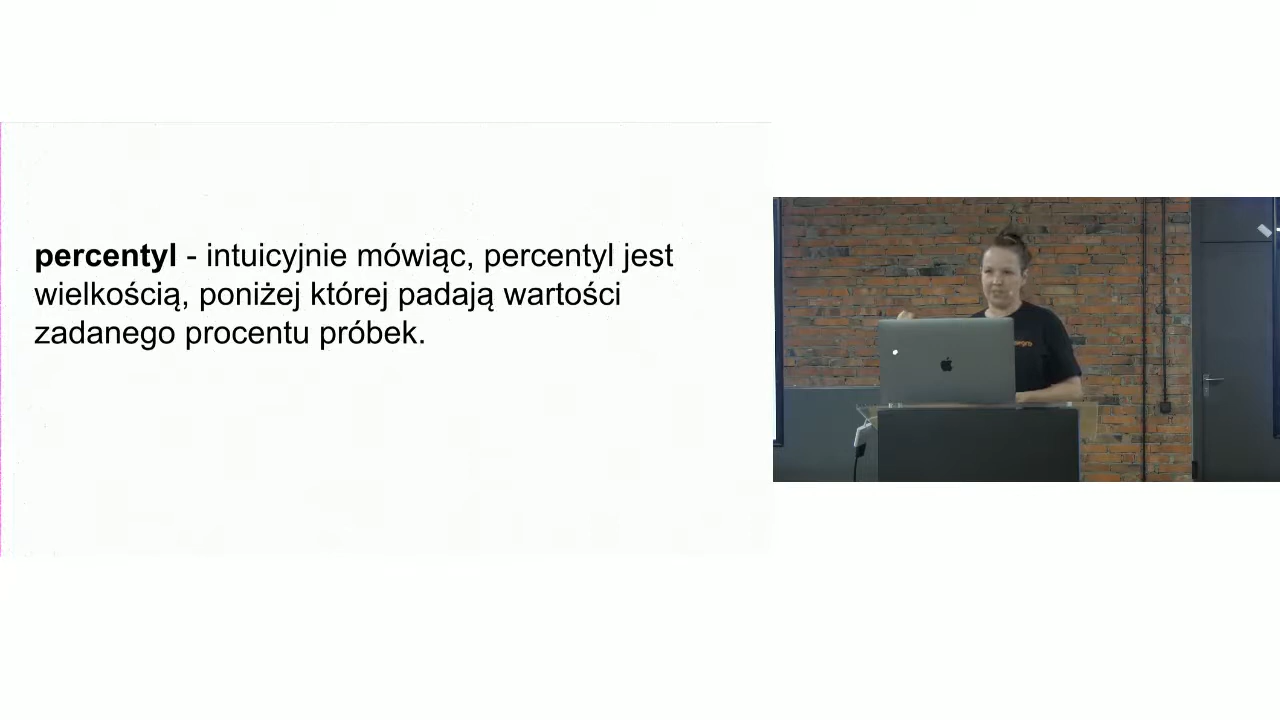 percentyl - intuicyjnie mówiąc, percentyl jest
wielkością, poniżej której padają wartości
zadanego procentu próbek.